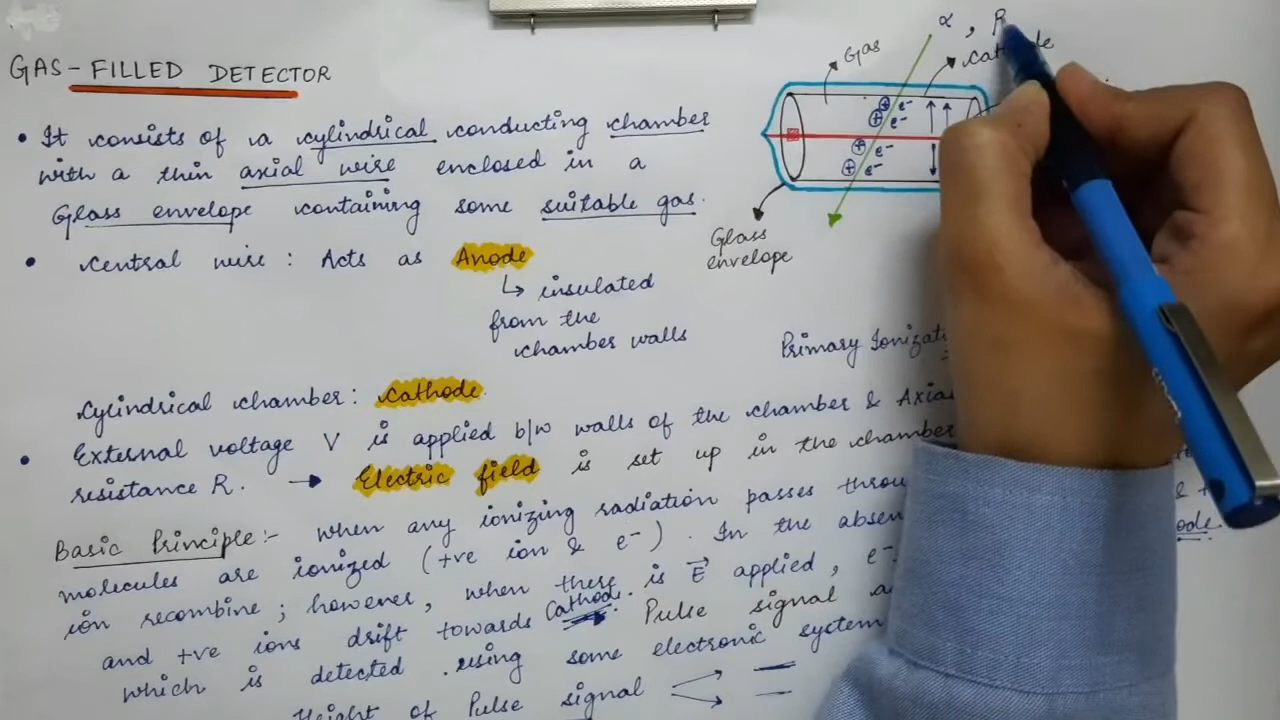 GAS-FILLED DETECTOR
• It consists of a cylindrical conducting chamber
with a thin axial wire enclosed in a
Glass envelope containing some suitable gas.
• Central wire : Acts as Anode
↳ insulated
from the
chamber walls
Cylindrical chamber : Cathode
• External voltage V is applied b/w walls of the chamber &
resistance R. → Electric field is set up in the chamber
Basic Principle :- when any ionizing radiation passes
molecules are ionized (+ve ion & e⁻). In the
ion recombine ; however, when there is E⃗ applied, e⁻
and +ve ions drift towards Cathode. Pulse signal
which is detected using some electronic system
Height of Pulse signal
α,
Gas
⊕ e⁻
⊕ e⁻
⊕ e⁻
⊕ e⁻
Glass
envelope
Primary